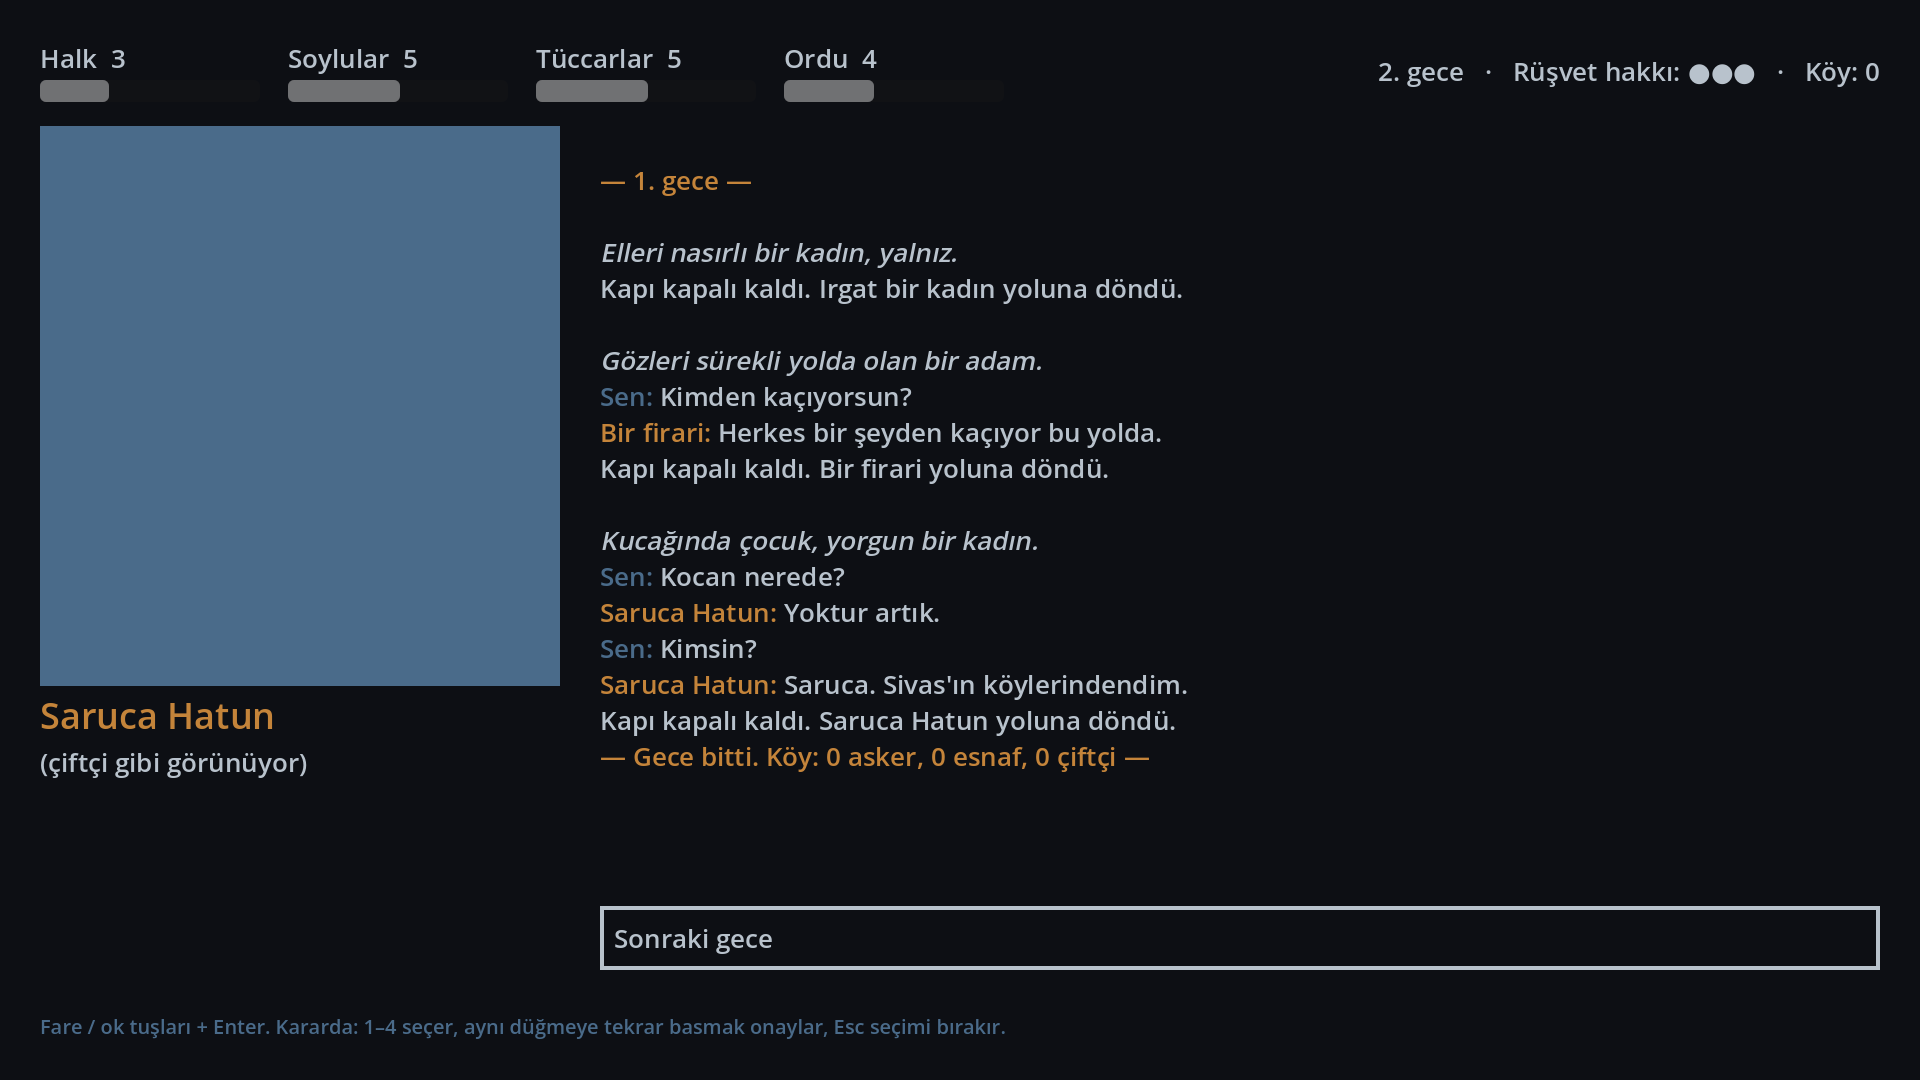 Halk 3
Soylular 5
Tüccarlar 5
Ordu 4
2. gece · Rüşvet hakkı: ●●● · Köy: 0
— 1. gece —
Elleri nasırlı bir kadın, yalnız.
Kapı kapalı kaldı. Irgat bir kadın yoluna döndü.
Gözleri sürekli yolda olan bir adam.
Sen: Kimden kaçıyorsun?
Bir firari: Herkes bir şeyden kaçıyor bu yolda.
Kapı kapalı kaldı. Bir firari yoluna döndü.
Kucağında çocuk, yorgun bir kadın.
Sen: Kocan nerede?
Saruca Hatun: Yoktur artık.
Sen: Kimsin?
Saruca Hatun: Saruca. Sivas'ın köylerindendim.
Kapı kapalı kaldı. Saruca Hatun yoluna döndü.
— Gece bitti. Köy: 0 asker, 0 esnaf, 0 çiftçi —
Saruca Hatun
(çiftçi gibi görünüyor)
Sonraki gece
Fare / ok tuşları + Enter. Kararda: 1–4 seçer, aynı düğmeye tekrar basmak onaylar, Esc seçimi bırakır.